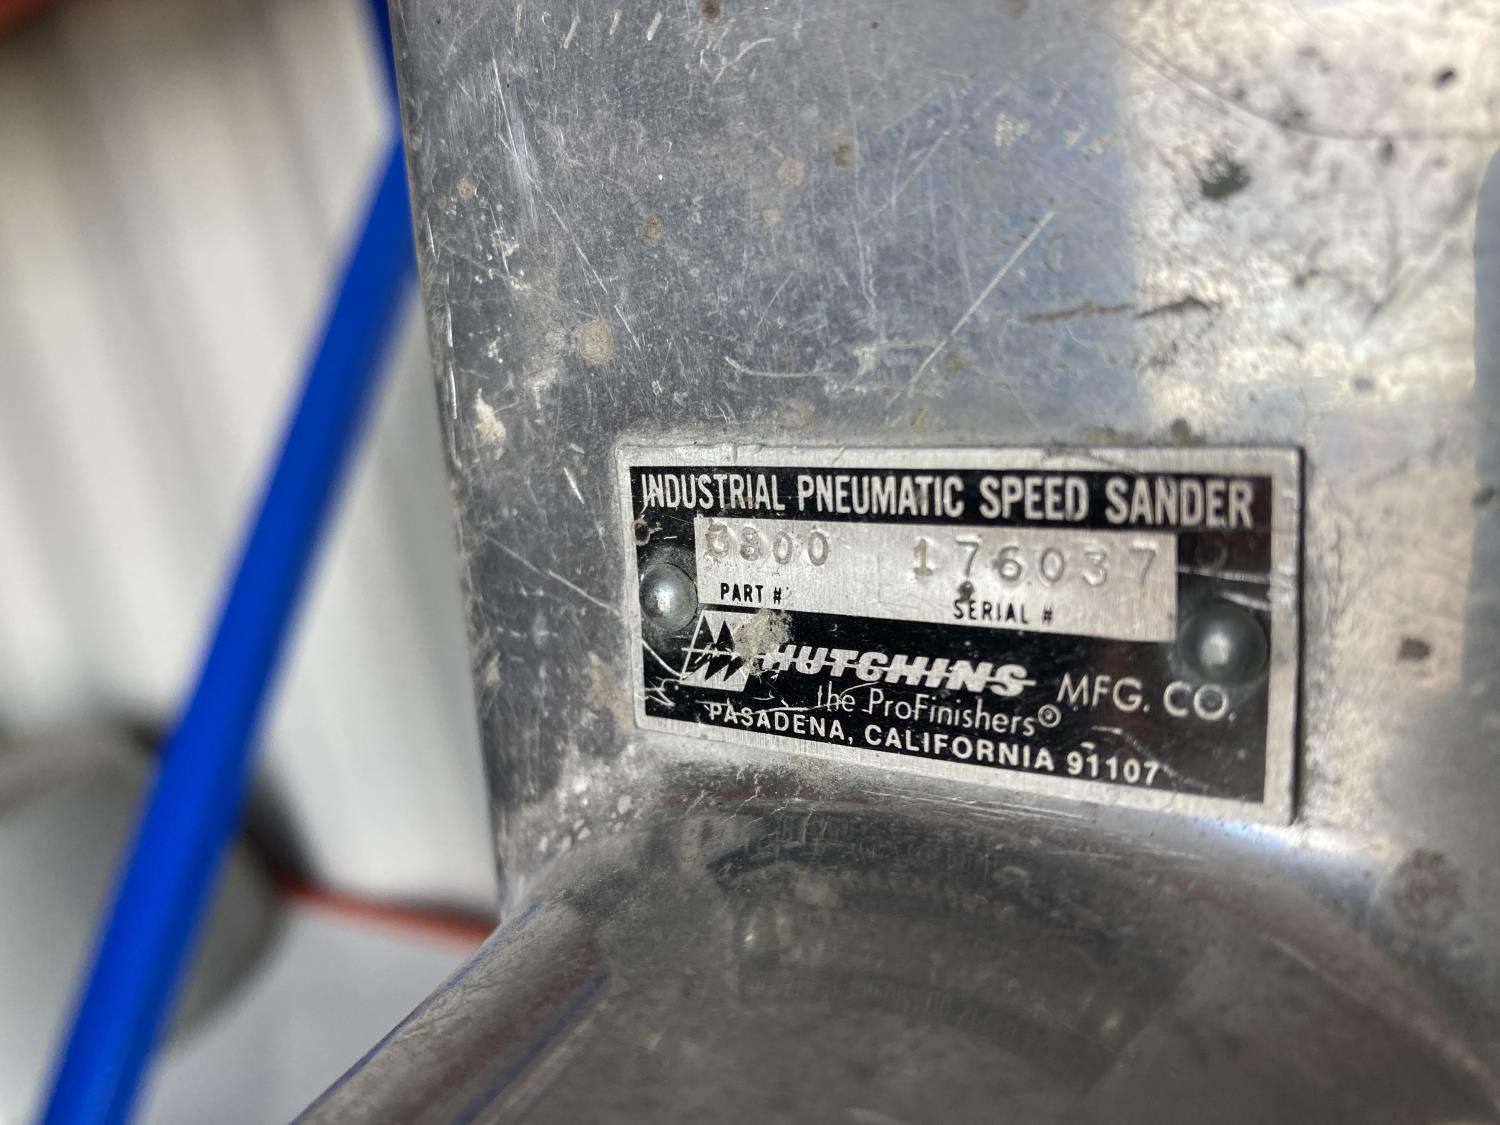 INDUSTRIAL PNEUMATIC SPEED SANDER
3800 176037
PART # SERIAL #
HUTCHINS MFG. CO.
the ProFinishers©
PASADENA, CALIFORNIA 91107